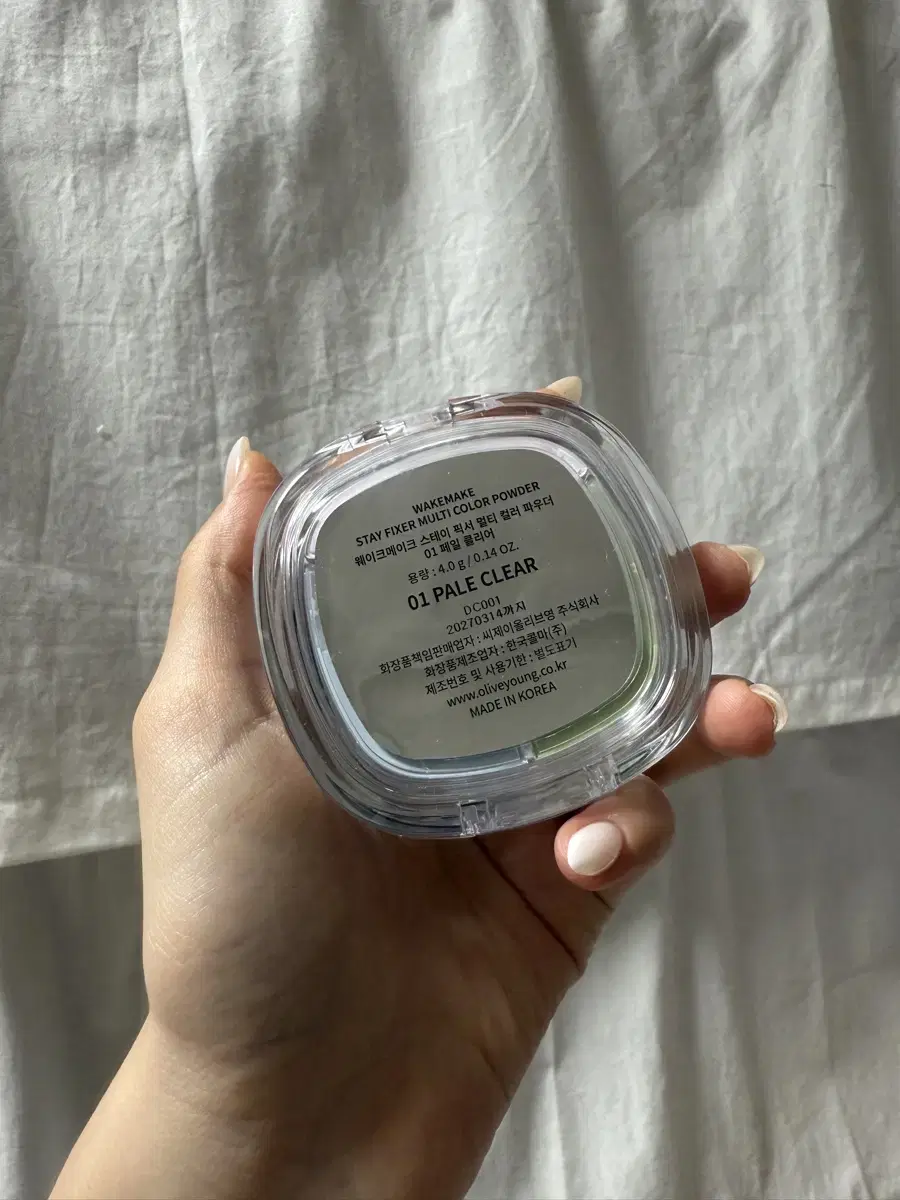 WAKEMAKE
STAY FIXER MULTI COLOR POWDER
웨이크메이크 스테이 픽서 멀티 컬러 파우더
01 페일 클리어
용량 : 4.0 g / 0.14 OZ.
01 PALE CLEAR
DC001
20270314까지
화장품책임판매업자 : 씨제이올리브영 주식회사
화장품제조업자 : 한국콜마(주)
제조번호 및 사용기한 : 별도표기
www.oliveyoung.co.kr
MADE IN KOREA